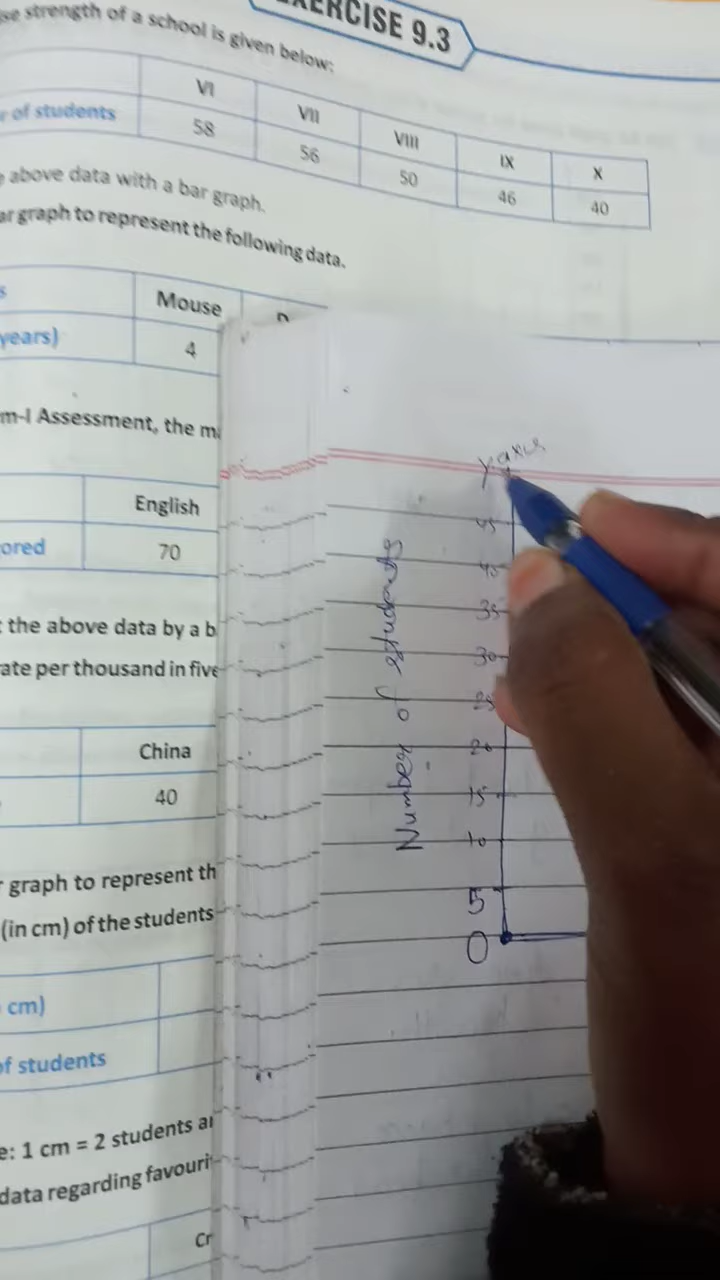 EXERCISE 9.3
strength of a school is given below:
VI VII VIII IX X
of students 58 56 50 46 40
above data with a bar graph.
graph to represent the following data.
Mouse
years) 4
m-I Assessment, the
English
ored 70
the above data by a b
ate per thousand in five
China
40
graph to represent th
(in cm) of the students
cm)
of students
: 1 cm = 2 students
data regarding favouri
Cr
Y axis
45
40
35
30
25
20
15
10
5
0
Number of students